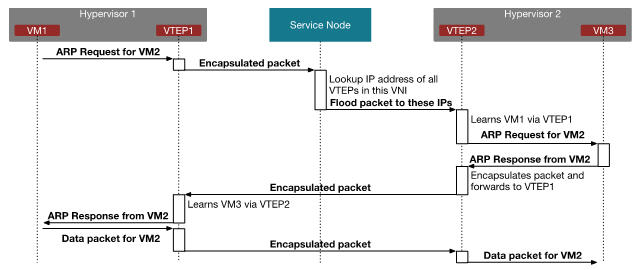 Hypervisor 1
Hypervisor 2
VM1
VTEP1
Service Node
VTEP2
VM3
ARP Request for VM2
Encapsulated packet
Lookup IP address of all
VTEPs in this VNI
Flood packet to these IPs
Learns VM1 via VTEP1
ARP Request for VM2
ARP Response from VM2
Encapsulates packet and
forwards to VTEP1
Encapsulated packet
Learns VM3 via VTEP2
ARP Response from VM2
Data packet for VM2
Encapsulated packet
Data packet for VM2